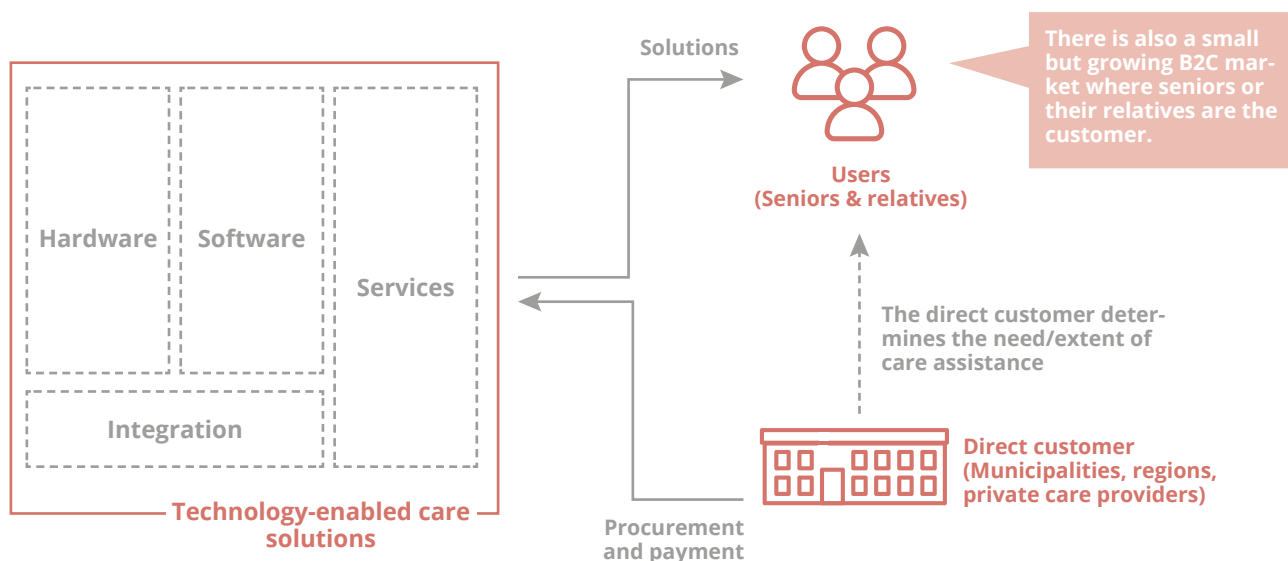 Hardware
Software
Services
Integration
Technology-enabled care
solutions
Solutions
Users
(Seniors & relatives)
There is also a small
but growing B2C mar-
ket where seniors or
their relatives are the
customer.
The direct customer deter-
mines the need/extent of
care assistance
Direct customer
(Municipalities, regions,
private care providers)
Procurement
and payment